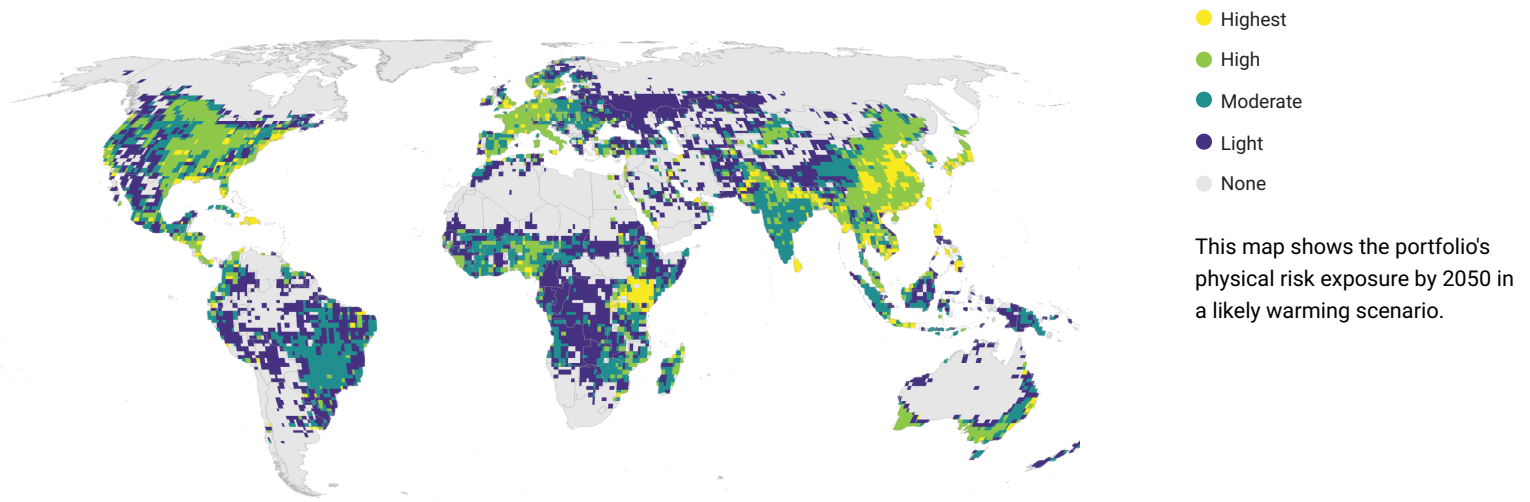 Highest
High
Moderate
Light
None
This map shows the portfolio's
physical risk exposure by 2050 in
a likely warming scenario.